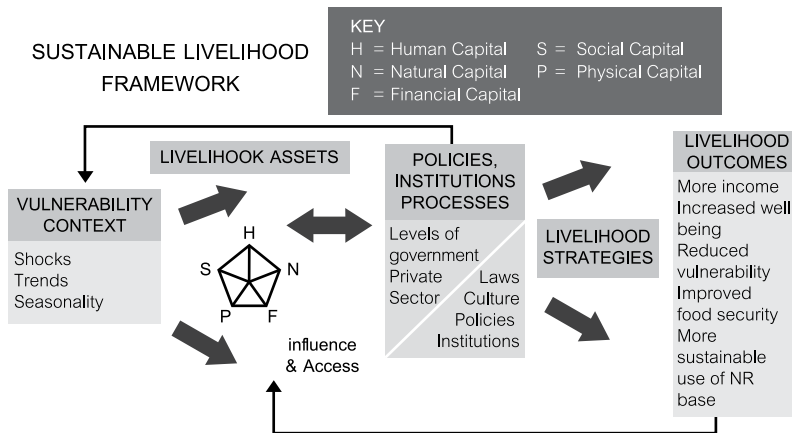 SUSTAINABLE LIVELIHOOD
FRAMEWORK
KEY
H = Human Capital S = Social Capital
N = Natural Capital P = Physical Capital
F = Financial Capital
VULNERABILITY
CONTEXT
Shocks
Trends
Seasonality
LIVELIHOOK ASSETS
H
S N
P F
influence
& Access
POLICIES,
INSTITUTIONS
PROCESSES
Levels of
government
Private
Sector
Laws
Culture
Policies
Institutions
LIVELIHOOD
STRATEGIES
LIVELIHOOD
OUTCOMES
More income
Increased well
being
Reduced
vulnerability
Improved
food security
More
sustainable
use of NR
base